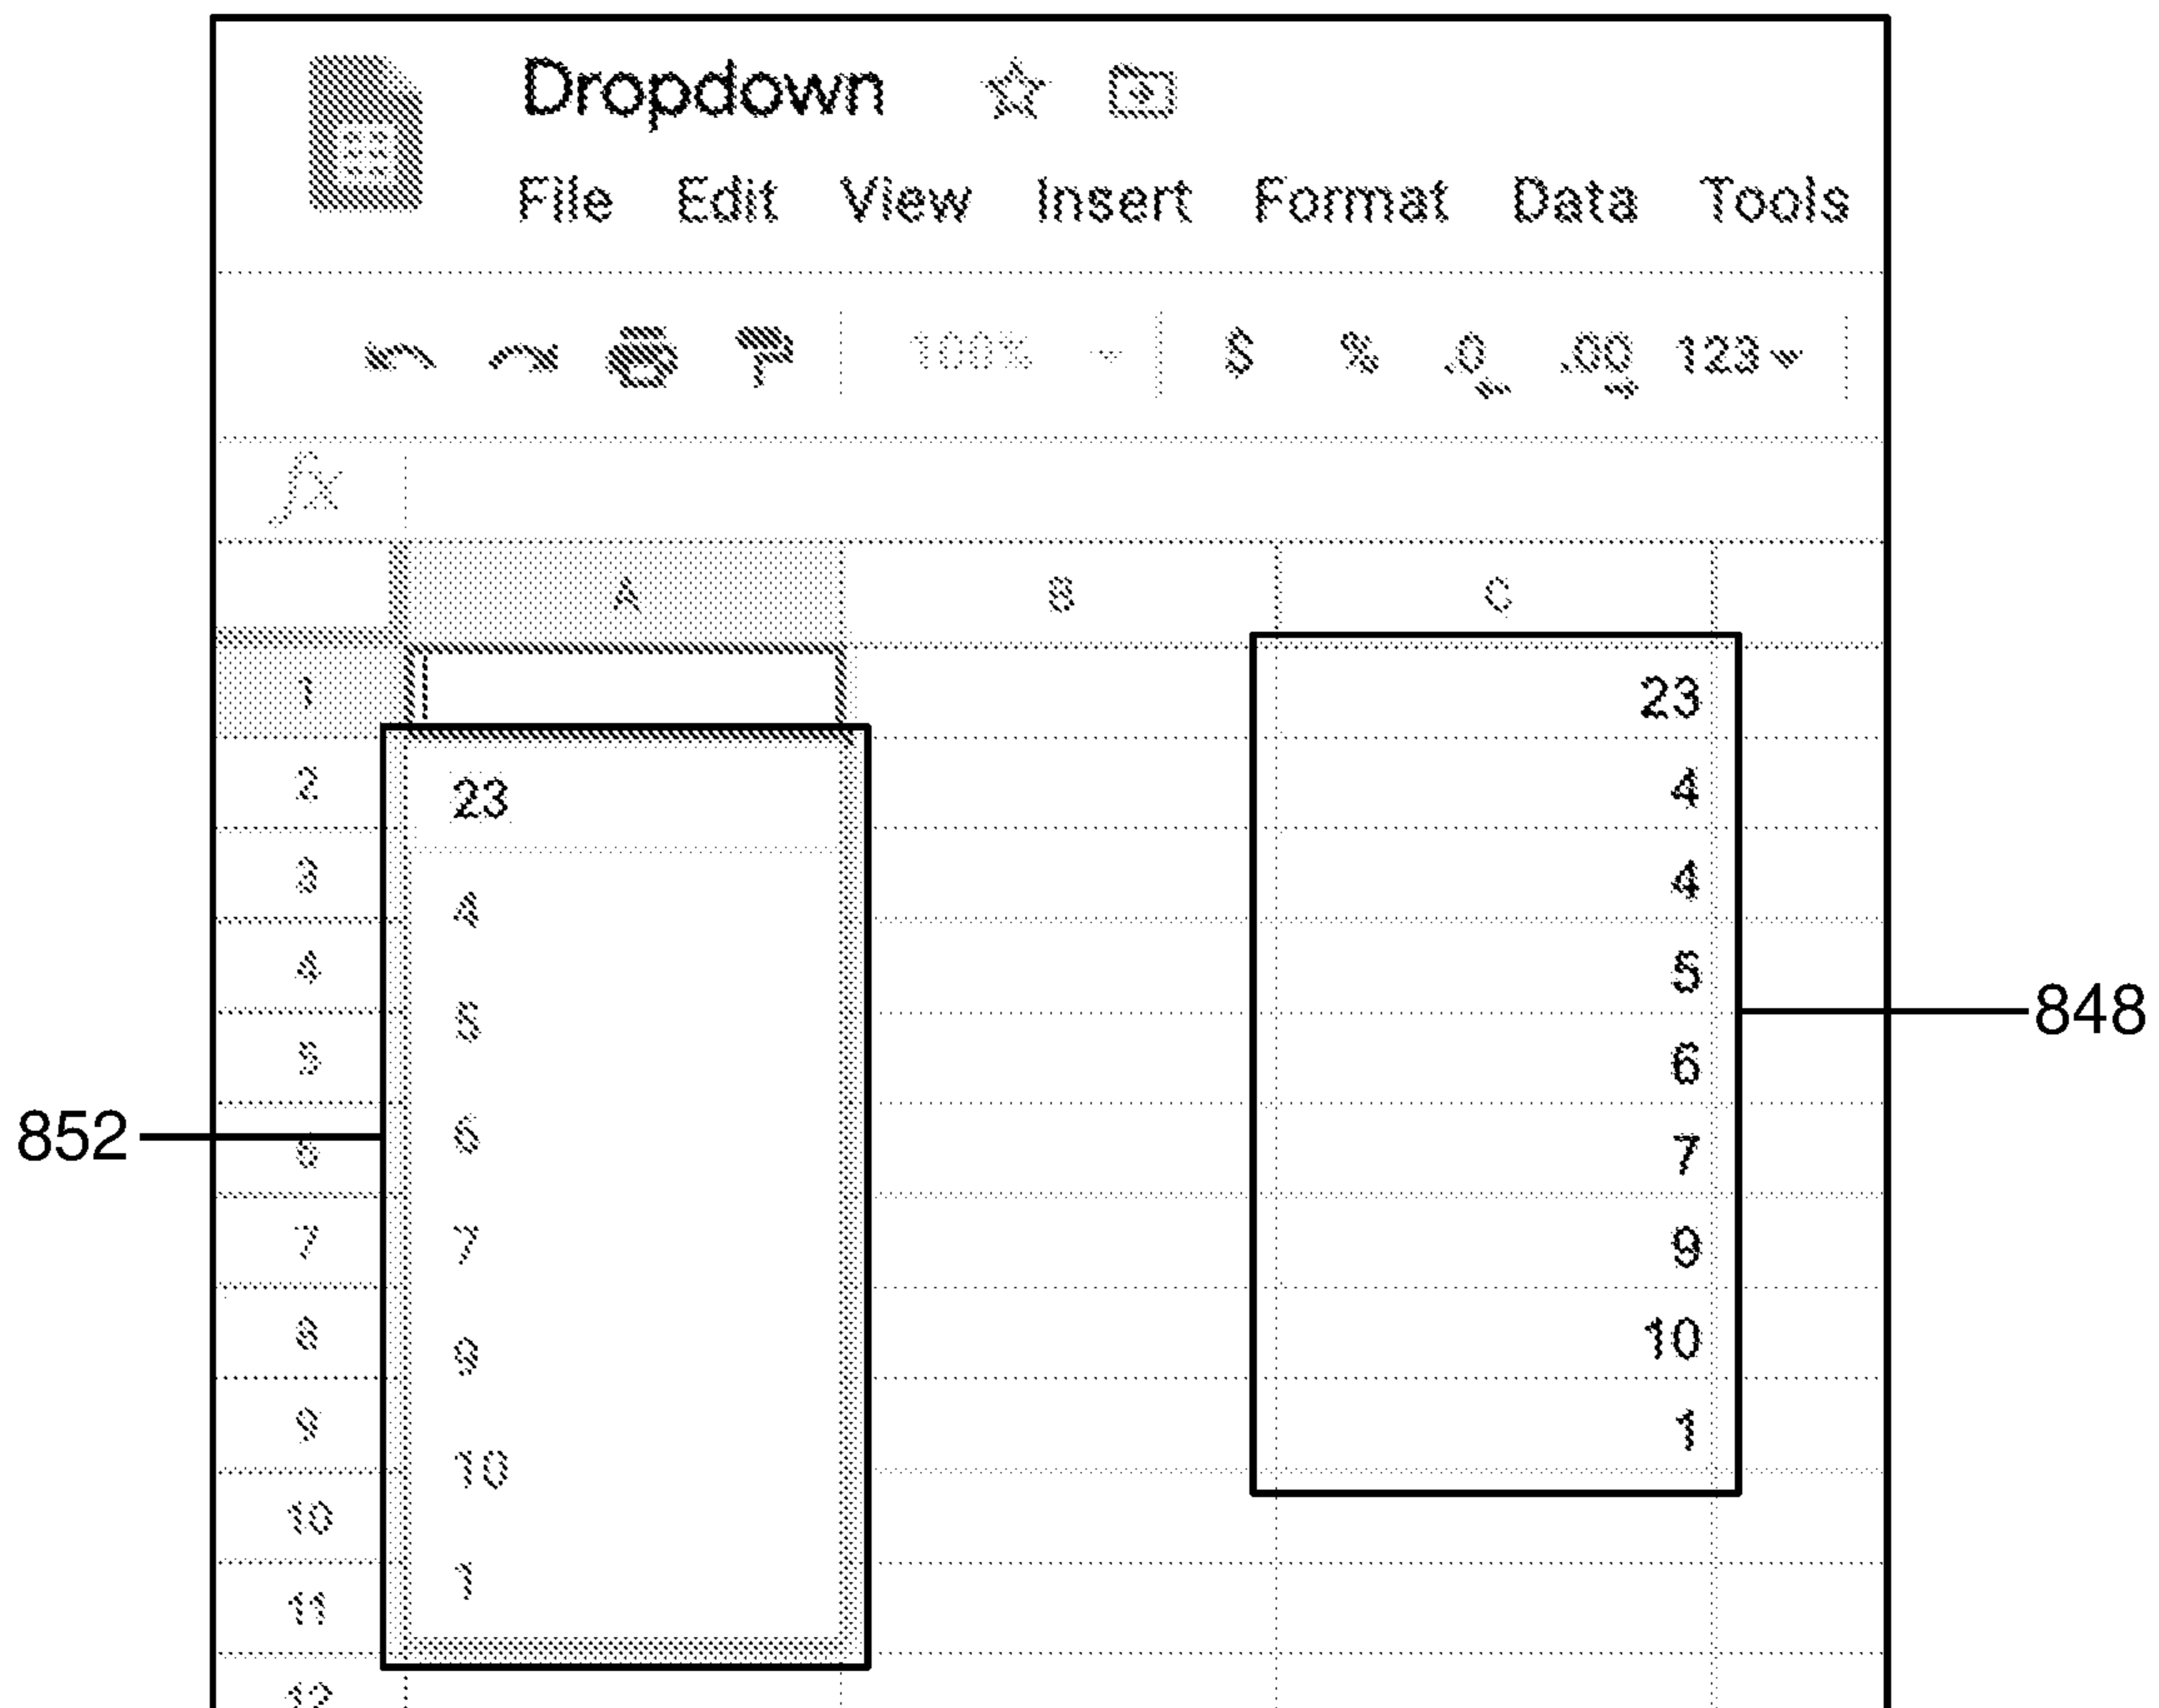 Dropdown
File Edit View Insert Format Data Tools
100% $ % .0 .00 123
fx
A B C
1 23
2 23 4
3 4 4
4 5 5
5 6 6
6 7 7
7 9 9
8 10 10
9 1 1
10
11
12
848
852